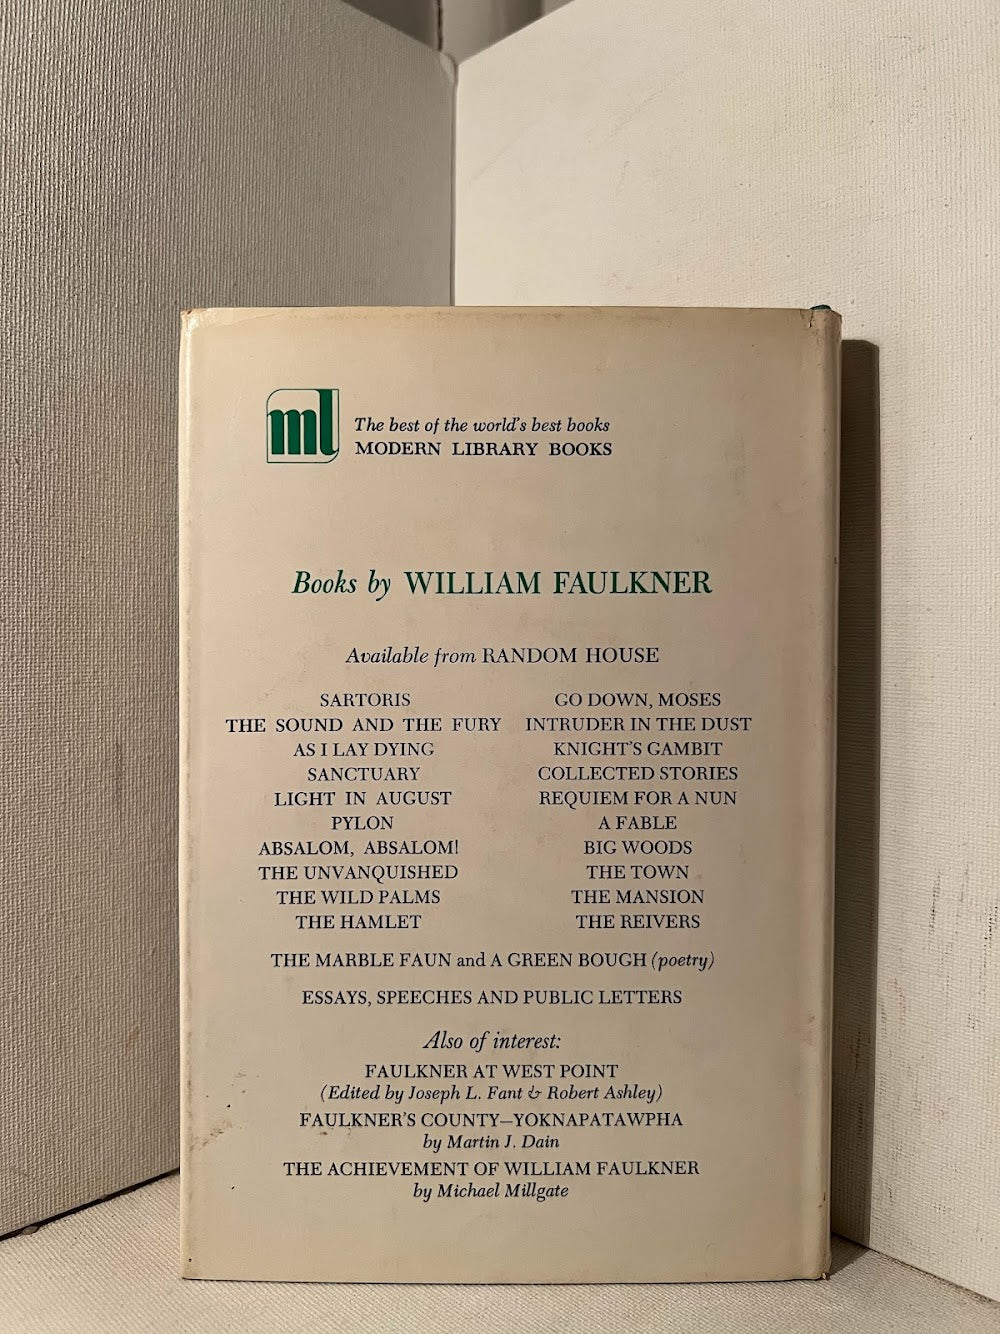 ml
The best of the world's best books
MODERN LIBRARY BOOKS
Books by WILLIAM FAULKNER
Available from RANDOM HOUSE
SARTORIS
THE SOUND AND THE FURY
AS I LAY DYING
SANCTUARY
LIGHT IN AUGUST
PYLON
ABSALOM, ABSALOM!
THE UNVANQUISHED
THE WILD PALMS
THE HAMLET
GO DOWN, MOSES
INTRUDER IN THE DUST
KNIGHT'S GAMBIT
COLLECTED STORIES
REQUIEM FOR A NUN
A FABLE
BIG WOODS
THE TOWN
THE MANSION
THE REIVERS
THE MARBLE FAUN and A GREEN BOUGH (poetry)
ESSAYS, SPEECHES AND PUBLIC LETTERS
Also of interest:
FAULKNER AT WEST POINT
(Edited by Joseph L. Fant & Robert Ashley)
FAULKNER'S COUNTY—YOKNAPATAWPHA
by Martin J. Dain
THE ACHIEVEMENT OF WILLIAM FAULKNER
by Michael Millgate